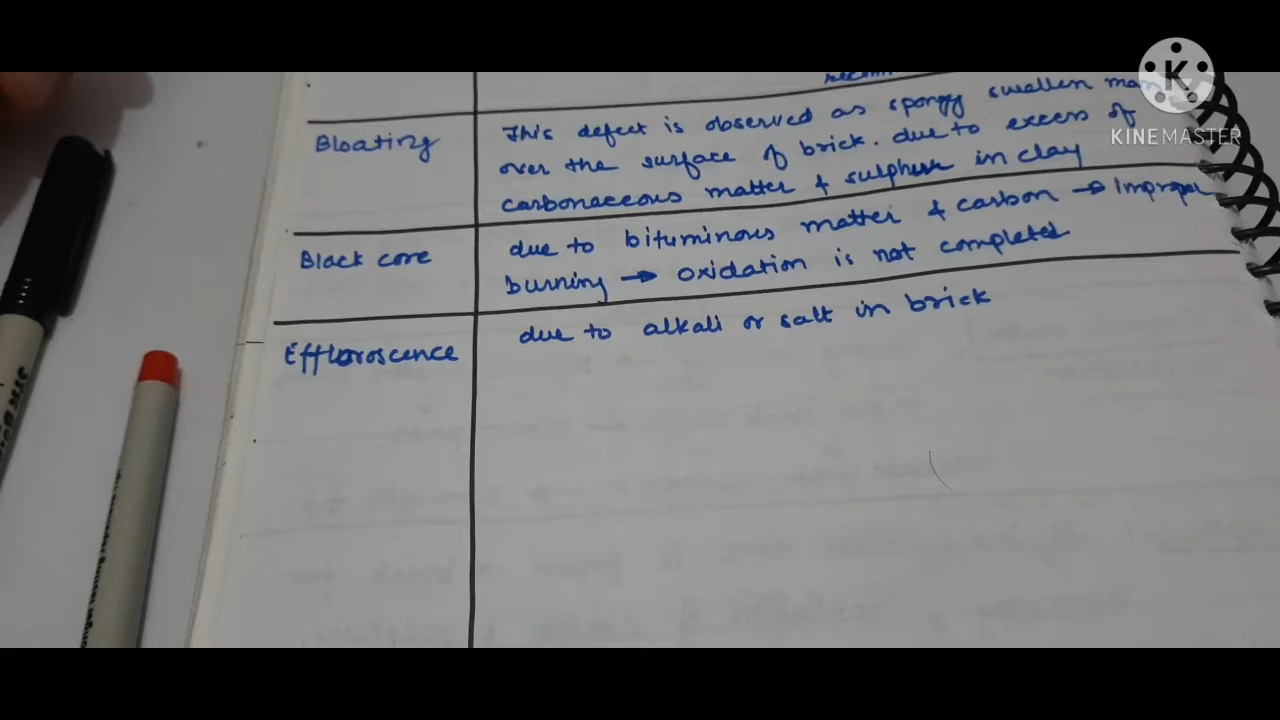 Bloating
This defect is observed as spongy swollen mass
over the surface of brick. due to excess of
carbonaceous matter & sulphur in clay
Black core
due to bituminous matter & carbon → Improper
burning → oxidation is not completed
Effloroscence
due to alkali or salt in brick
K
KINEMASTER